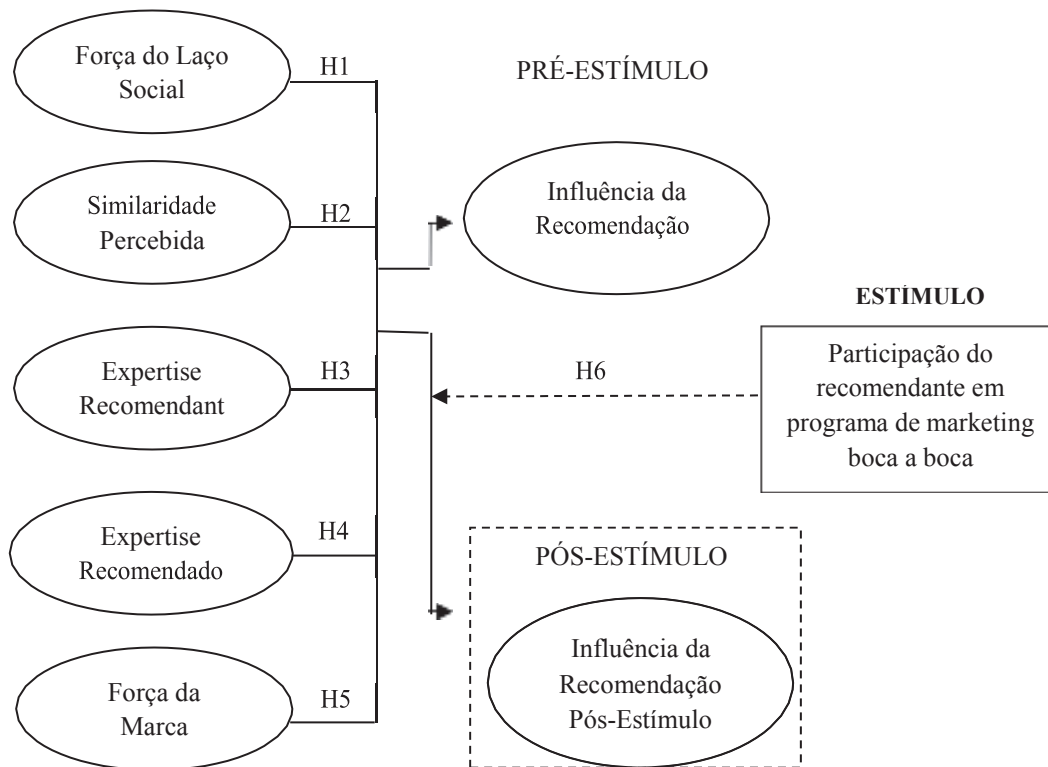 Força do Laço
Social
H1
PRÉ-ESTÍMULO
Similaridade
Percebida
H2
Influência da
Recomendação
ESTÍMULO
Expertise
Recomendant
H3
H6
Participação do
recomendante em
programa de marketing
boca a boca
Expertise
Recomendado
H4
PÓS-ESTÍMULO
Influência da
Recomendação
Pós-Estímulo
Força da
Marca
H5